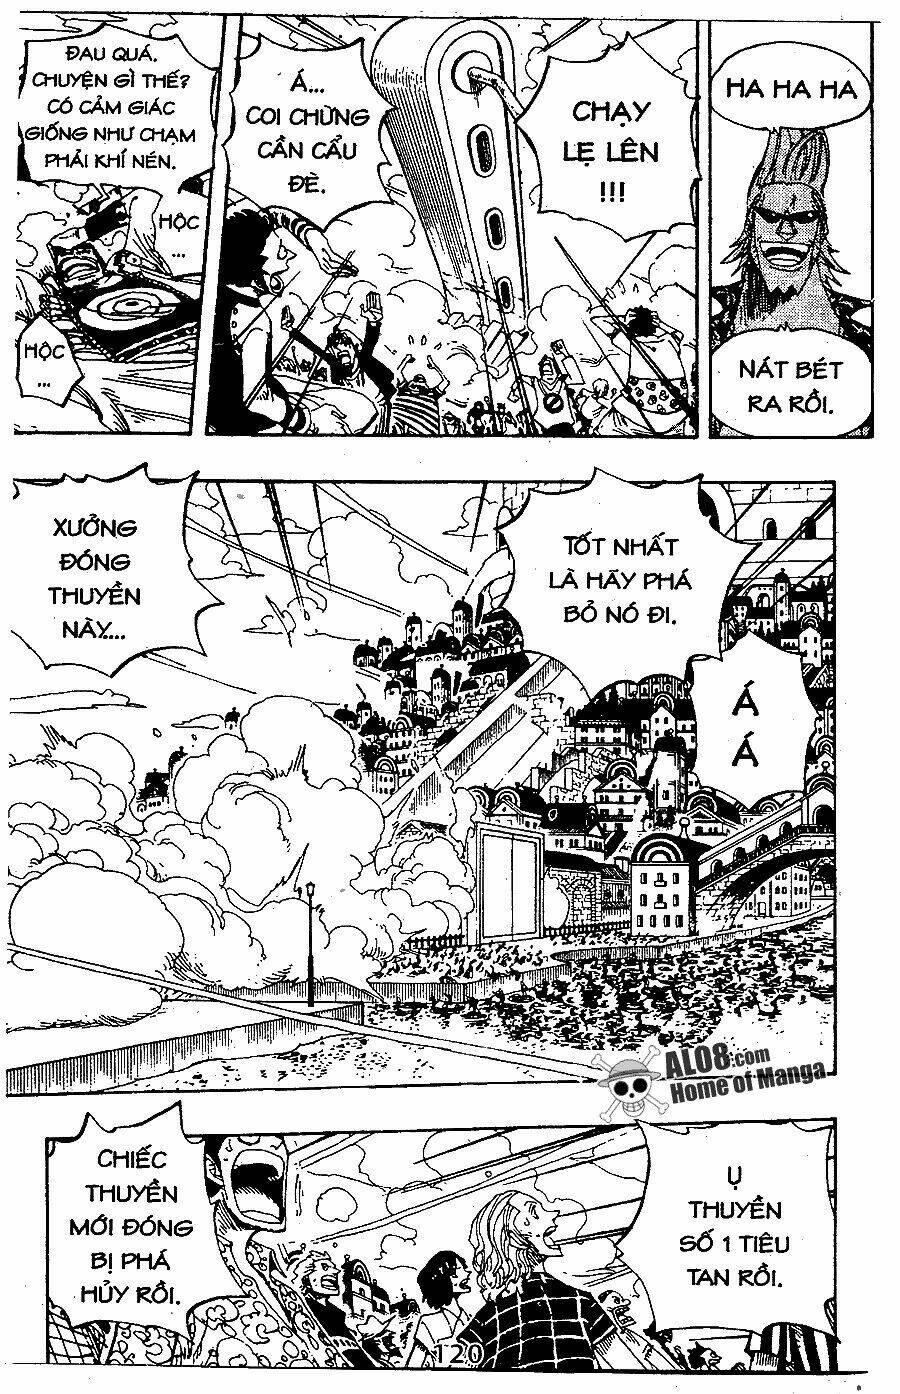 HA HA HA
NÁT BÉT
RA RỒI.
CHẠY
LẸ LÊN
!!!
Á...
COI CHỪNG
CẦN CẨU
ĐÈ.
ĐAU QUÁ.
CHUYỆN GÌ THẾ?
CÓ CẢM GIÁC
GIỐNG NHƯ CHẠM
PHẢI KHÍ NÉN.
HỘC
...
HỘC
...
TỐT NHẤT
LÀ HÃY PHÁ
BỎ NÓ ĐI.
Á
Á
XƯỞNG
ĐÓNG
THUYỀN
NÀY....
ALO8.com
Home of Manga
Ụ
THUYỀN
SỐ 1 TIÊU
TAN RỒI.
CHIẾC
THUYỀN
MỚI ĐÓNG
BỊ PHÁ
HỦY RỒI.
120